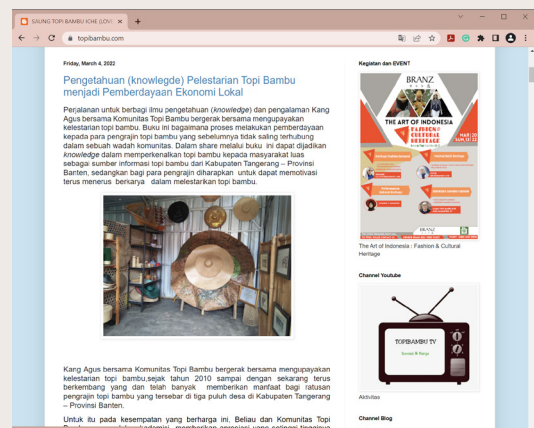 SAUNG TOPI BAMBU ICHE (LOVE
topibambu.com
Friday, March 4, 2022
Pengetahuan (knowlegde) Pelestarian Topi Bambu
menjadi Pemberdayaan Ekonomi Lokal
Perjalanan untuk berbagi ilmu pengetahuan (knowledge) dan pengalaman Kang
Agus bersama Komunitas Topi Bambu bergerak bersama mengupayakan
kelestarian topi bambu. Buku ini bagaimana proses melakukan pemberdayaan
kepada para pengrajin topi bambu yang sebelumnya tidak saling terhubung
dalam sebuah wadah komunitas. Dalam share melalui buku ini dapat dijadikan
knowledge dalam memperkenalkan topi bambu kepada masyarakat luas
sebagai sumber informasi topi bambu dari Kabupaten Tangerang – Provinsi
Banten, sedangkan bagi para pengrajin diharapkan untuk dapat memotivasi
terus menerus berkarya dalam melestarikan topi bambu.
Kang Agus bersama Komunitas Topi Bambu bergerak bersama mengupayakan
kelestarian topi bambu,sejak tahun 2010 sampai dengan sekarang terus
berkembang yang dan telah banyak memberikan manfaat bagi ratusan
pengrajin topi bambu yang tersebar di tiga puluh desa di Kabupaten Tangerang
– Provinsi Banten.
Untuk itu pada kesempatan yang berharga ini, Beliau dan Komunitas Topi
Kegiatan dan EVENT
BRANZ
THE ART OF INDONESIA
FASHION &
CULTURAL
HERITAGE
The Art of Indonesia : Fashion & Cultural
Heritage
Channel Youtube
TOPIBAMBU TV
Aktivitas
Channel Blog